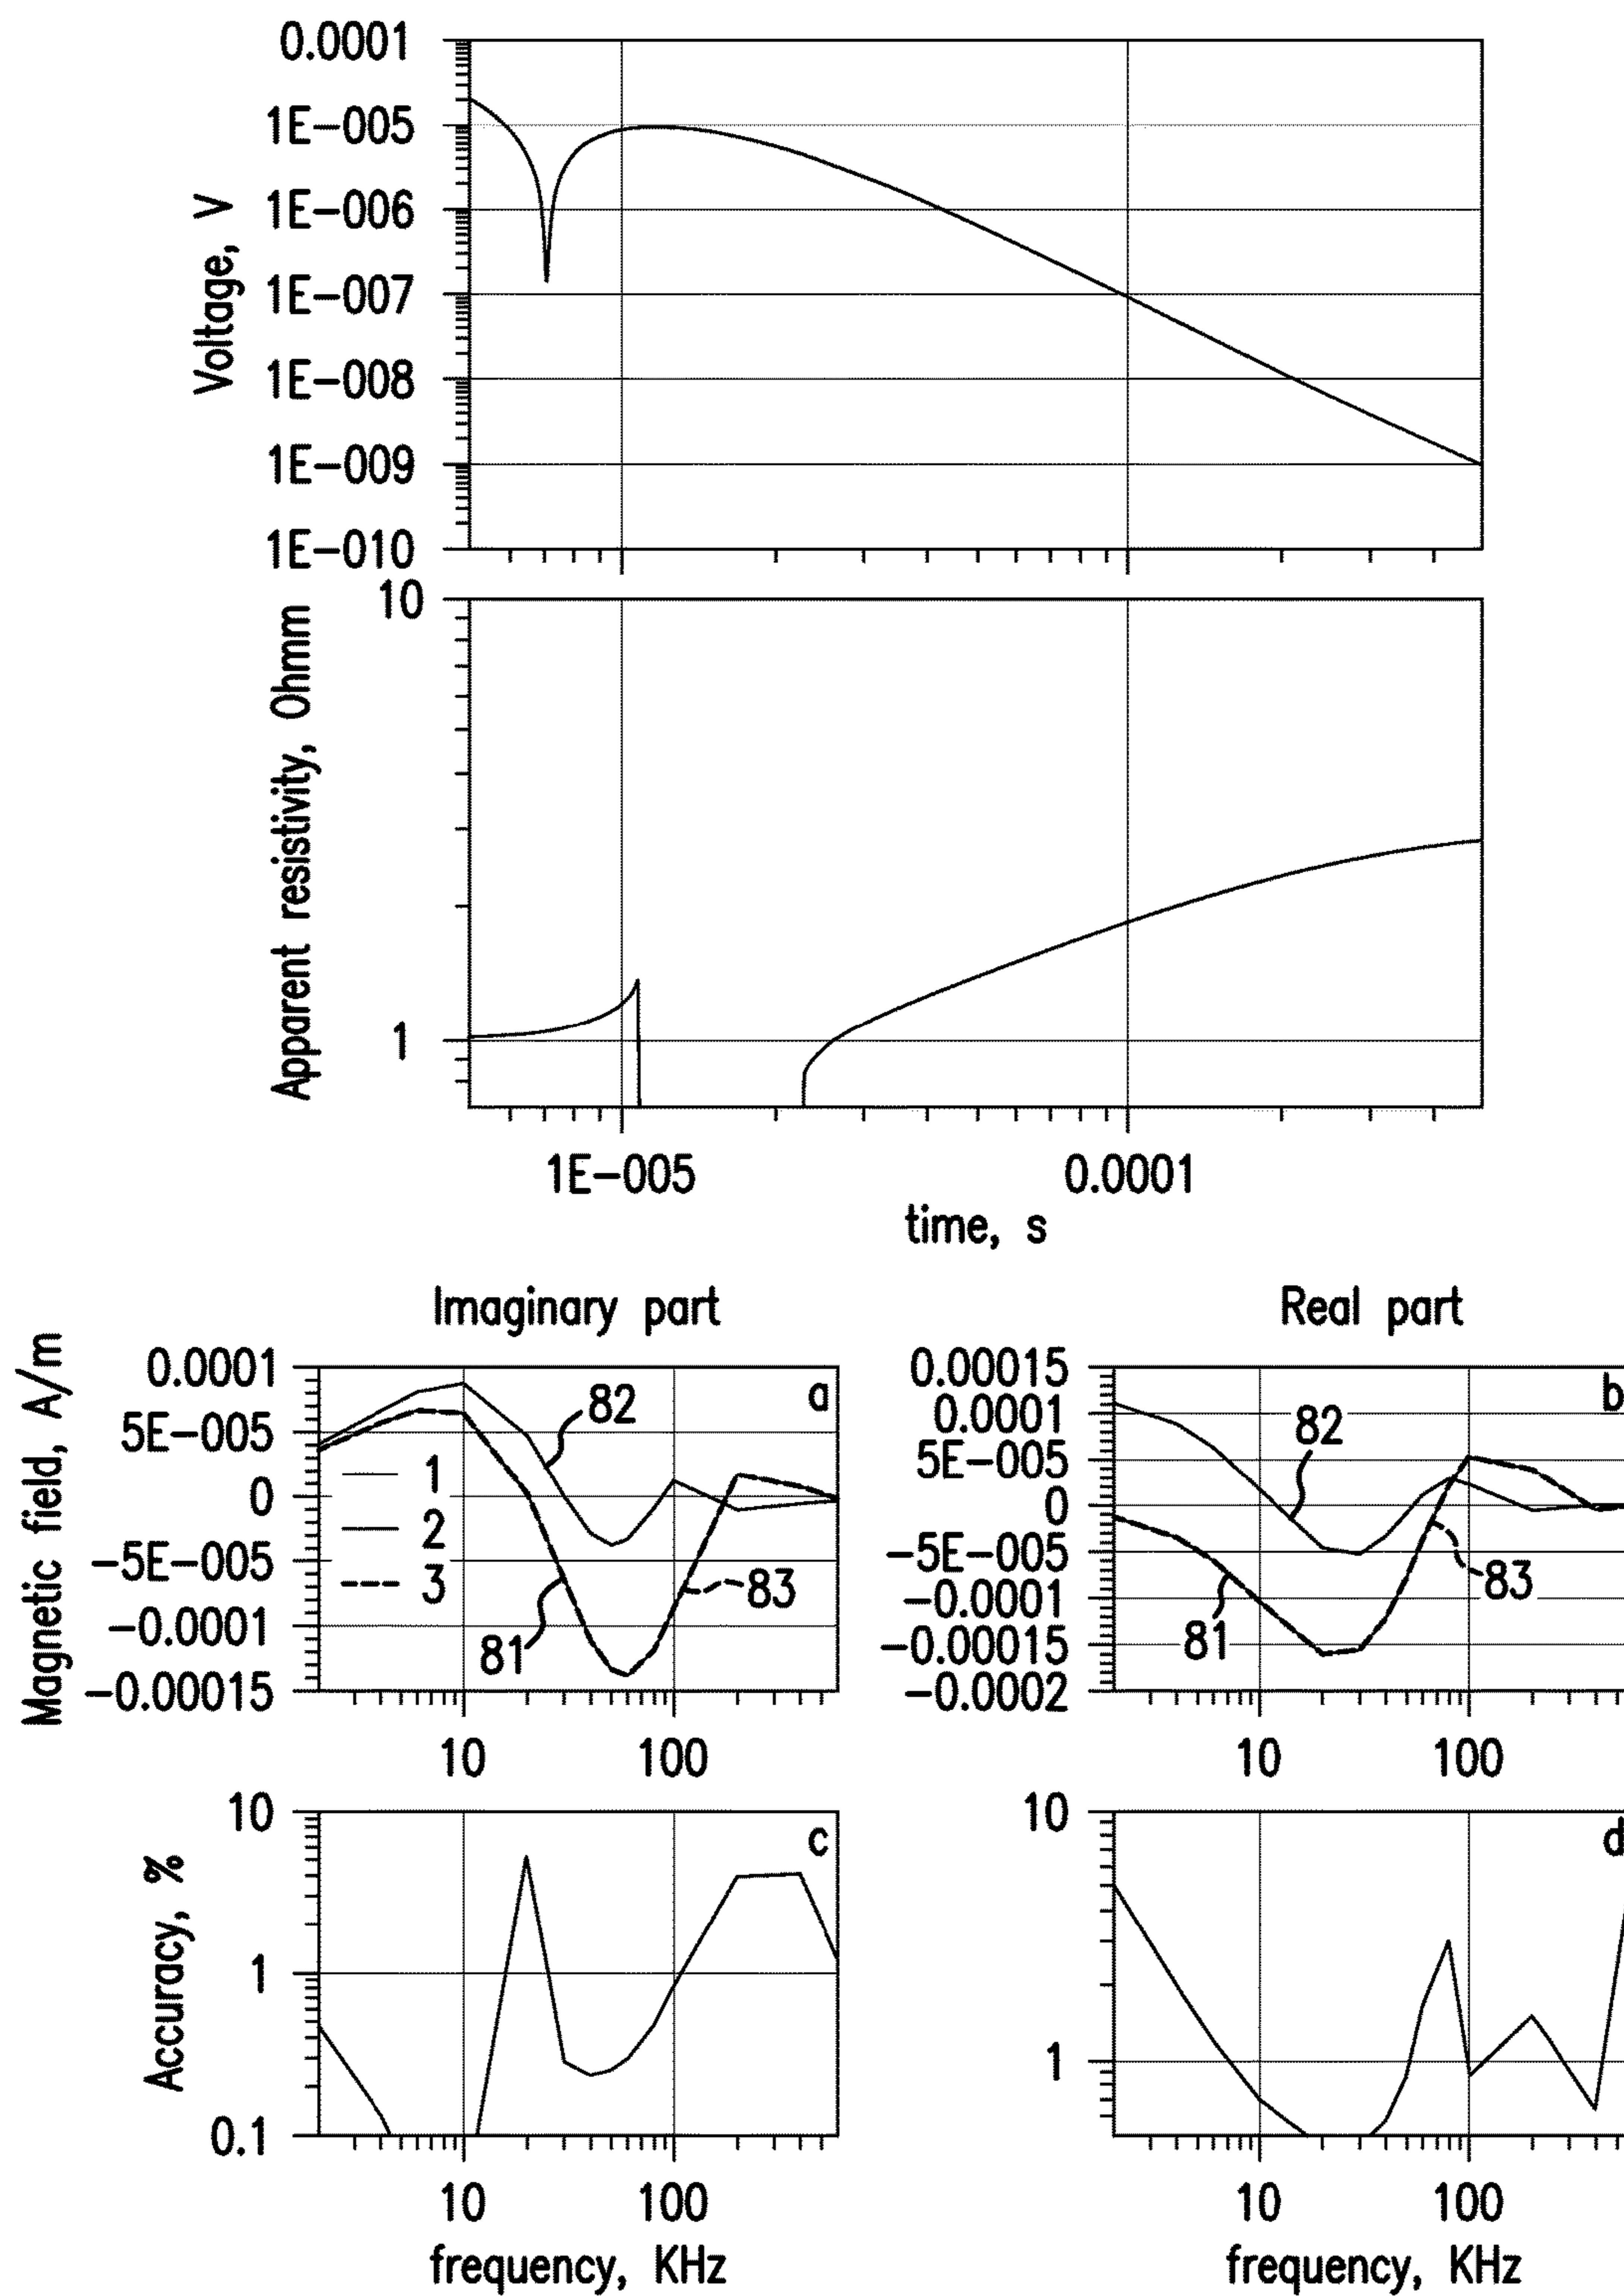 0.0001
1E-005
1E-006
1E-007
1E-008
1E-009
1E-010
Voltage, V
10
1
Apparent resistivity, Ohmm
1E-005 0.0001
time, s
Imaginary part
0.0001
5E-005
0
-5E-005
-0.0001
-0.00015
Magnetic field, A/m
a
82
1
2
3
81
83
10 100
Real part
0.00015
0.0001
5E-005
0
-5E-005
-0.0001
-0.00015
-0.0002
b
82
81
83
10 100
10
1
0.1
Accuracy, %
c
10 100
frequency, KHz
10
1
d
10 100
frequency, KHz